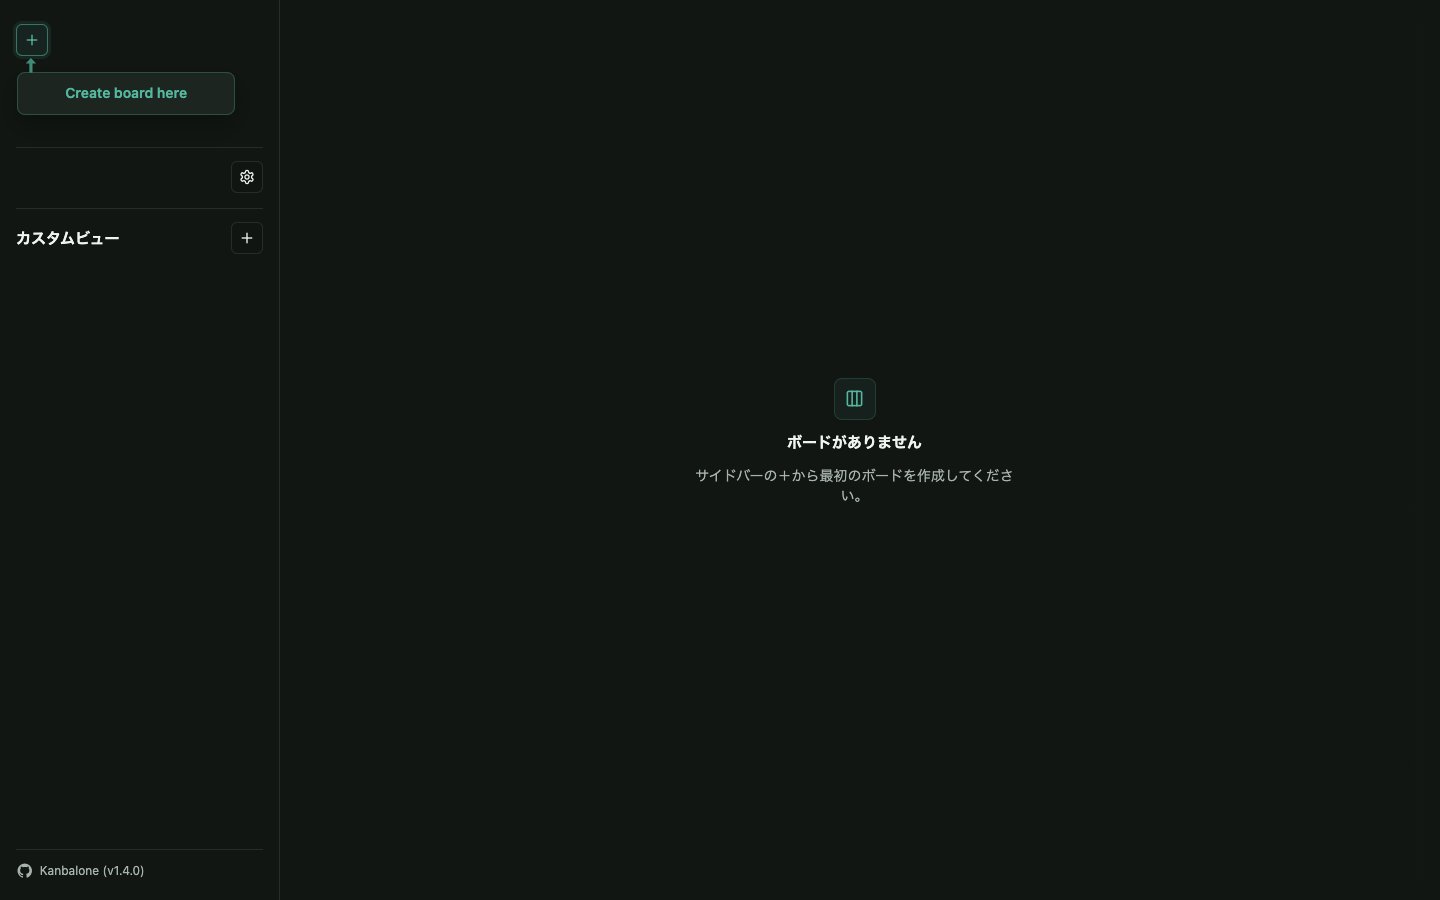 Create board here
カスタムビュー
ボードがありません
サイドバーの＋から最初のボードを作成してくださ
い。
Kanbalone (v1.4.0)